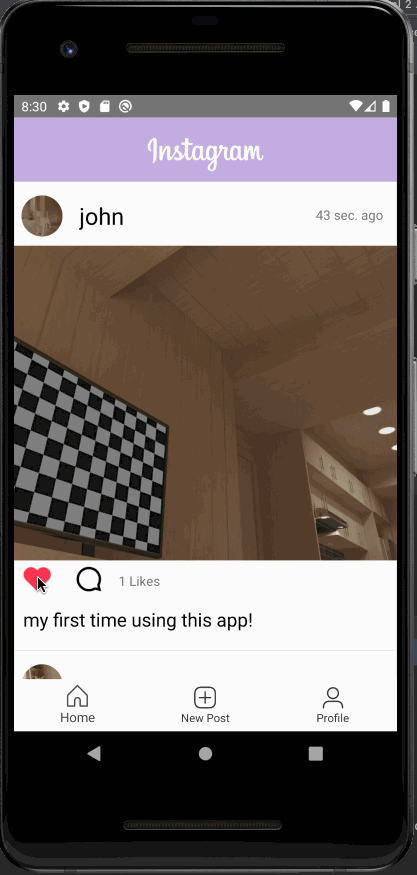 8:30
Instagram
john
43 sec. ago
1 Likes
my first time using this app!
Home
New Post
Profile